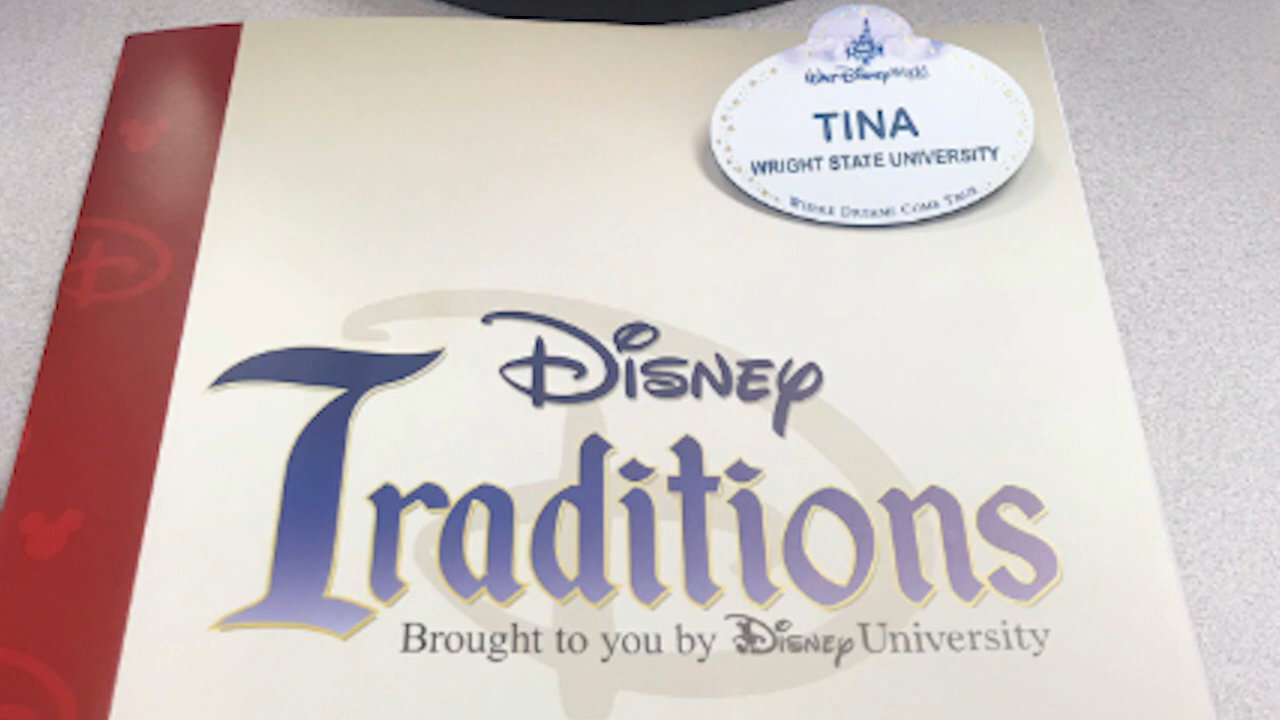 Walt Disney World
TINA
WRIGHT STATE UNIVERSITY
WHERE DREAMS COME TRUE
Disney
Traditions
Brought to you by Disney University